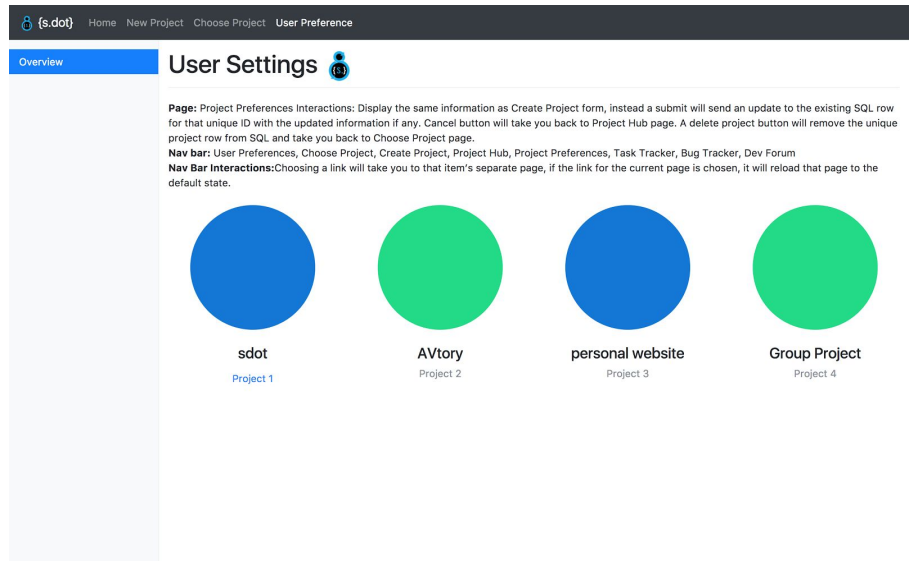 {s.dot} Home New Project Choose Project User Preference
Overview
User Settings {S.}
Page: Project Preferences Interactions: Display the same information as Create Project form, instead a submit will send an update to the existing SQL row
for that unique ID with the updated information if any. Cancel button will take you back to Project Hub page. A delete project button will remove the unique
project row from SQL and take you back to Choose Project page.
Nav bar: User Preferences, Choose Project, Create Project, Project Hub, Project Preferences, Task Tracker, Bug Tracker, Dev Forum
Nav Bar Interactions:Choosing a link will take you to that item's separate page, if the link for the current page is chosen, it will reload that page to the
default state.
sdot AVtory personal website Group Project
Project 1 Project 2 Project 3 Project 4